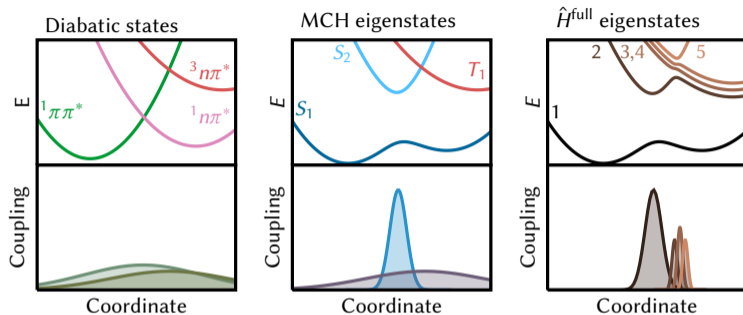 Diabatic states
MCH eigenstates
Ĥfull eigenstates
E
¹ππ*
³nπ*
¹nπ*
E
S₁
S₂
T₁
E
1
2
3,4
5
Coupling
Coupling
Coupling
Coordinate
Coordinate
Coordinate